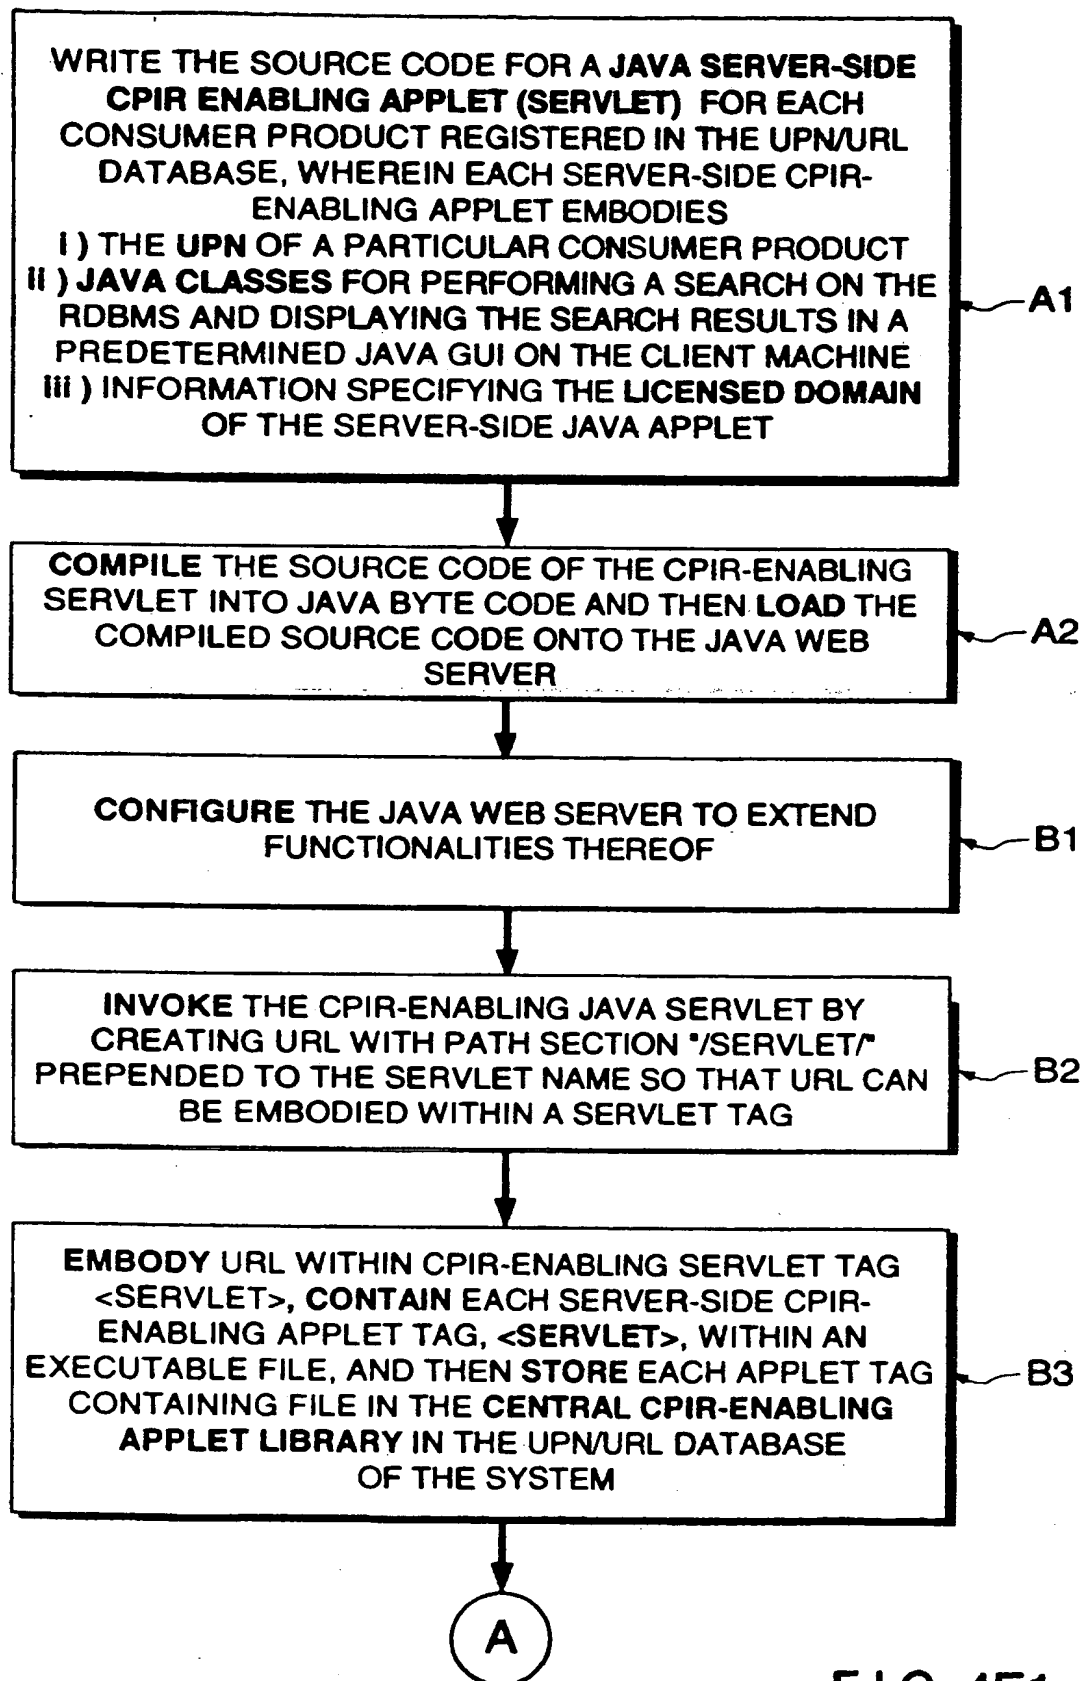 WRITE THE SOURCE CODE FOR A JAVA SERVER-SIDE
CPIR ENABLING APPLET (SERVLET) FOR EACH
CONSUMER PRODUCT REGISTERED IN THE UPN/URL
DATABASE, WHEREIN EACH SERVER-SIDE CPIR-
ENABLING APPLET EMBODIES
i ) THE UPN OF A PARTICULAR CONSUMER PRODUCT
ii ) JAVA CLASSES FOR PERFORMING A SEARCH ON THE
RDBMS AND DISPLAYING THE SEARCH RESULTS IN A
PREDETERMINED JAVA GUI ON THE CLIENT MACHINE
iii ) INFORMATION SPECIFYING THE LICENSED DOMAIN
OF THE SERVER-SIDE JAVA APPLET
A1
COMPILE THE SOURCE CODE OF THE CPIR-ENABLING
SERVLET INTO JAVA BYTE CODE AND THEN LOAD THE
COMPILED SOURCE CODE ONTO THE JAVA WEB
SERVER
A2
CONFIGURE THE JAVA WEB SERVER TO EXTEND
FUNCTIONALITIES THEREOF
B1
INVOKE THE CPIR-ENABLING JAVA SERVLET BY
CREATING URL WITH PATH SECTION "/SERVLET/"
PREPENDED TO THE SERVLET NAME SO THAT URL CAN
BE EMBODIED WITHIN A SERVLET TAG
B2
EMBODY URL WITHIN CPIR-ENABLING SERVLET TAG
<SERVLET>, CONTAIN EACH SERVER-SIDE CPIR-
ENABLING APPLET TAG, <SERVLET>, WITHIN AN
EXECUTABLE FILE, AND THEN STORE EACH APPLET TAG
CONTAINING FILE IN THE CENTRAL CPIR-ENABLING
APPLET LIBRARY IN THE UPN/URL DATABASE
OF THE SYSTEM
B3
A
FIG. 4E1